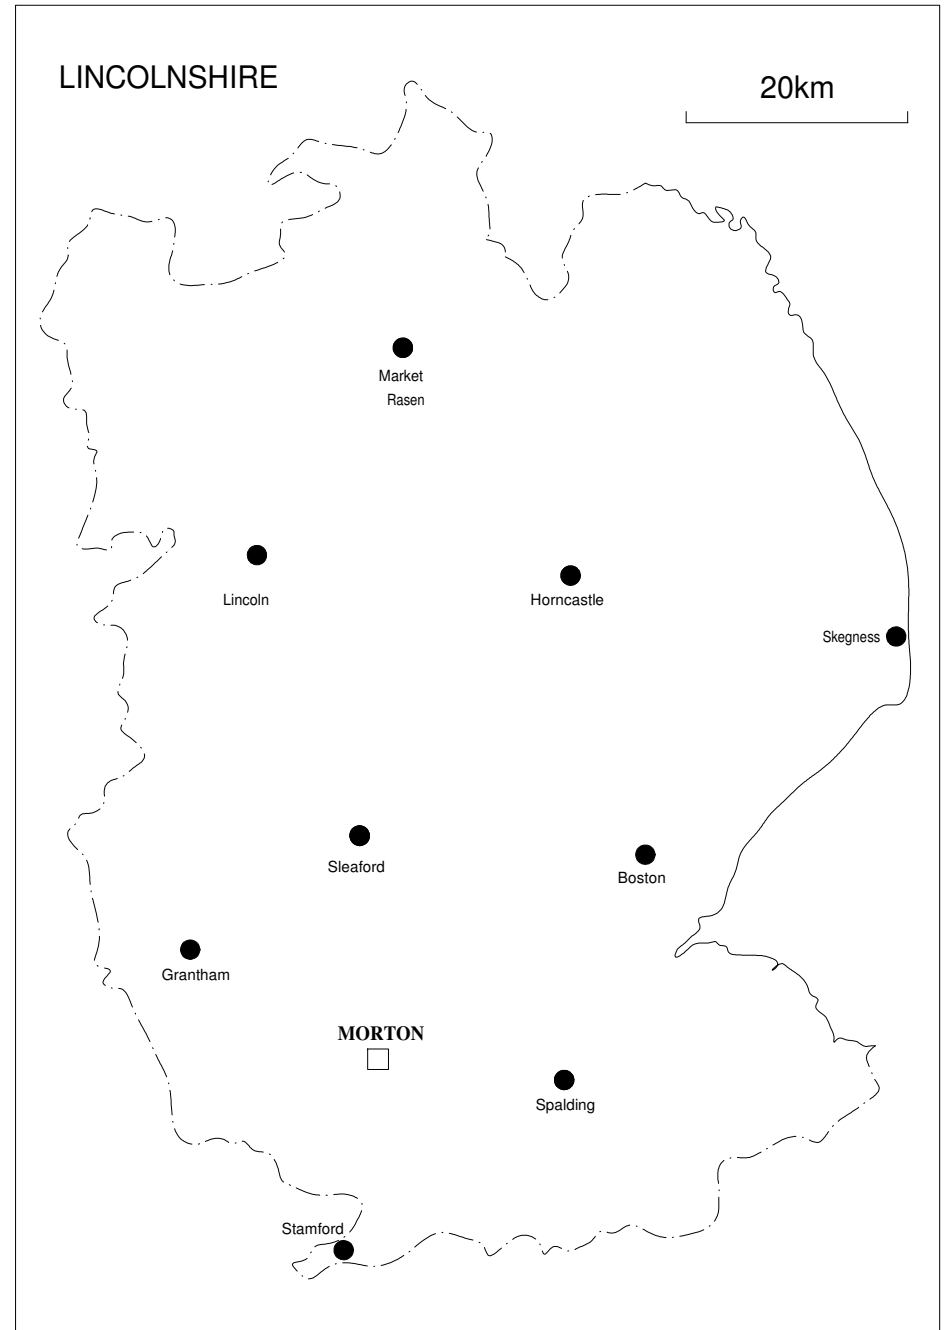 LINCOLNSHIRE
20km
Market
Rasen
Lincoln
Horncastle
Skegness
Sleaford
Boston
Grantham
MORTON
Spalding
Stamford